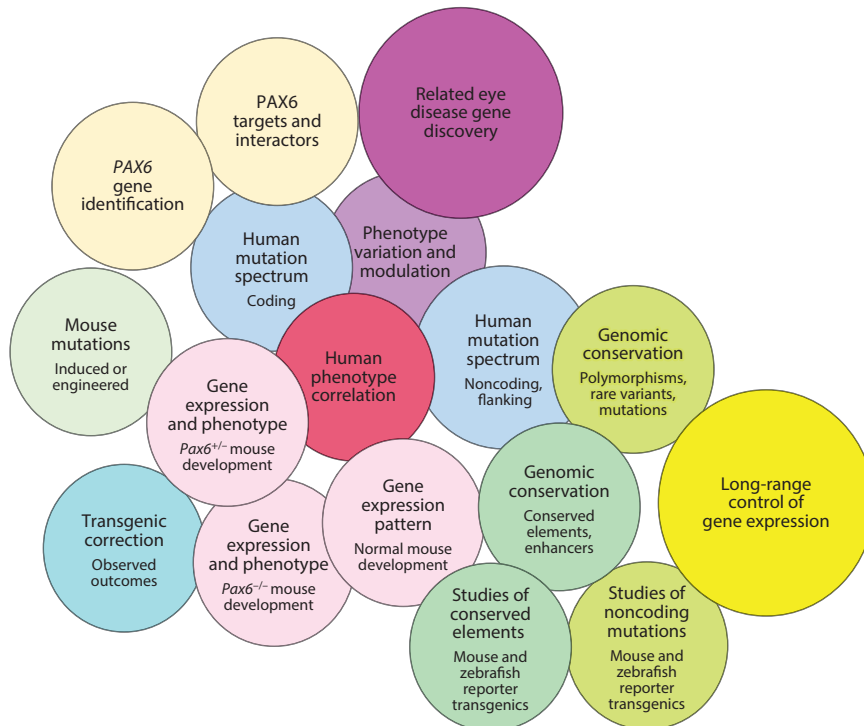 Related eye
disease gene
discovery
PAX6
targets and
interactors
PAX6
gene
identification
Phenotype
variation and
modulation
Human
mutation
spectrum
Coding
Mouse
mutations
Induced or
engineered
Human
phenotype
correlation
Human
mutation
spectrum
Noncoding,
flanking
Genomic
conservation
Polymorphisms,
rare variants,
mutations
Gene
expression
and phenotype
Pax6+/– mouse
development
Gene
expression
pattern
Normal mouse
development
Genomic
conservation
Conserved
elements,
enhancers
Long-range
control of
gene expression
Transgenic
correction
Observed
outcomes
Gene
expression
and phenotype
Pax6–/– mouse
development
Studies of
conserved
elements
Mouse and
zebrafish
reporter
transgenics
Studies of
noncoding
mutations
Mouse and
zebrafish
reporter
transgenics